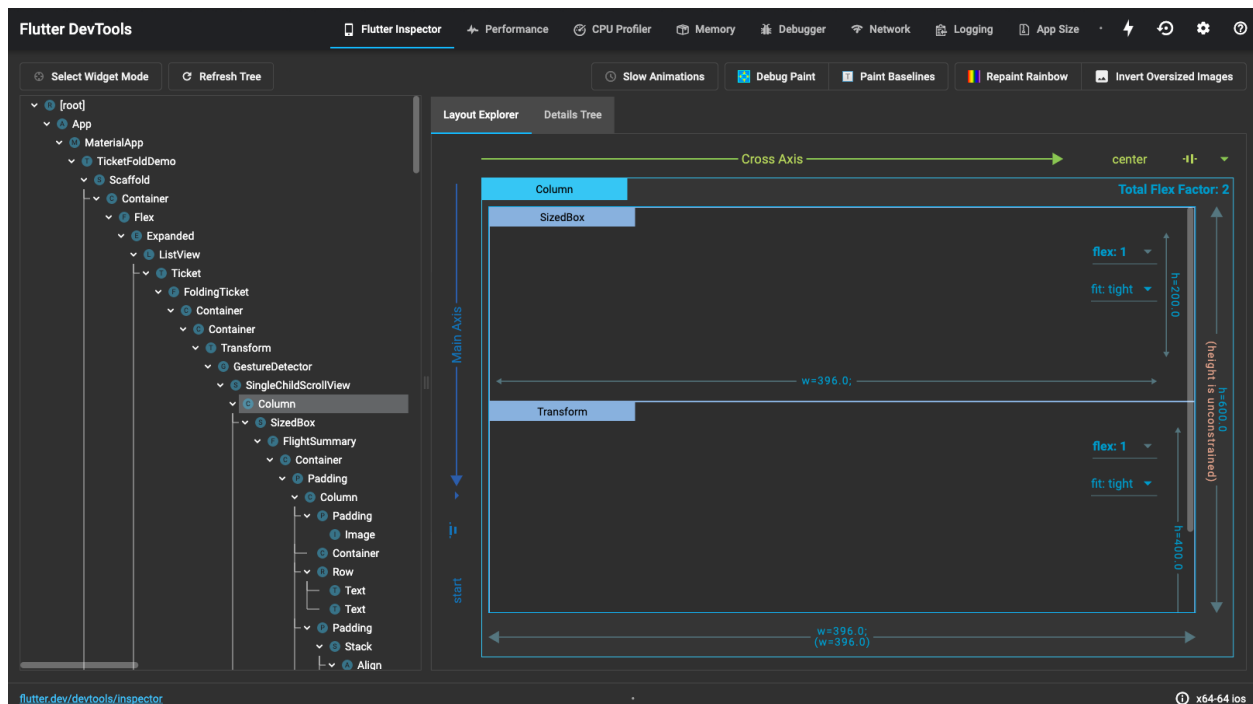 Flutter DevTools
Flutter Inspector
Performance
CPU Profiler
Memory
Debugger
Network
Logging
App Size
Select Widget Mode
Refresh Tree
Slow Animations
Debug Paint
Paint Baselines
Repaint Rainbow
Invert Oversized Images
[root]
App
MaterialApp
TicketFoldDemo
Scaffold
Container
Flex
Expanded
ListView
Ticket
FoldingTicket
Container
Container
Transform
GestureDetector
SingleChildScrollView
Column
SizedBox
FlightSummary
Container
Padding
Column
Padding
Image
Container
Row
Text
Text
Padding
Stack
Align
Layout Explorer
Details Tree
Cross Axis
center
Main Axis
start
Column
Total Flex Factor: 2
SizedBox
flex: 1
fit: tight
h=200.0
w=396.0;
Transform
flex: 1
fit: tight
h=400.0
h=600.0
(height is unconstrained)
w=396.0;
(w=396.0)
flutter.dev/devtools/inspector
x64-64 ios